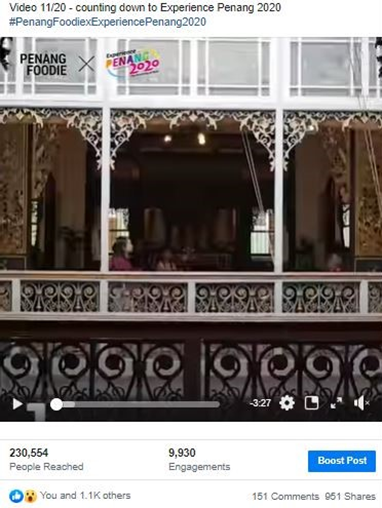 Video 11/20 - counting down to Experience Penang 2020
#PenangFoodiexExperiencePenang2020
PENANG
FOODIE
Experience
PENANG
2020
-3:27
230,554
People Reached
9,930
Engagements
Boost Post
You and 1.1K others
151 Comments 951 Shares